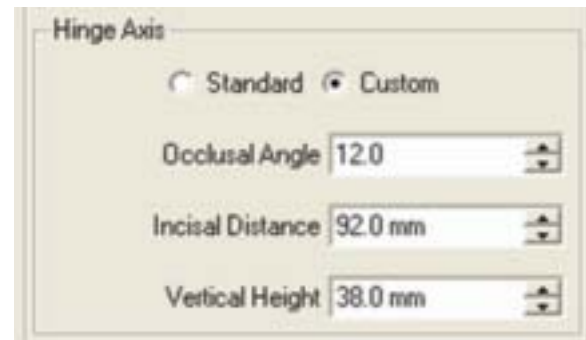 Hinge Axis
Standard Custom
Occlusal Angle 12.0
Incisal Distance 92.0 mm
Vertical Height 38.0 mm